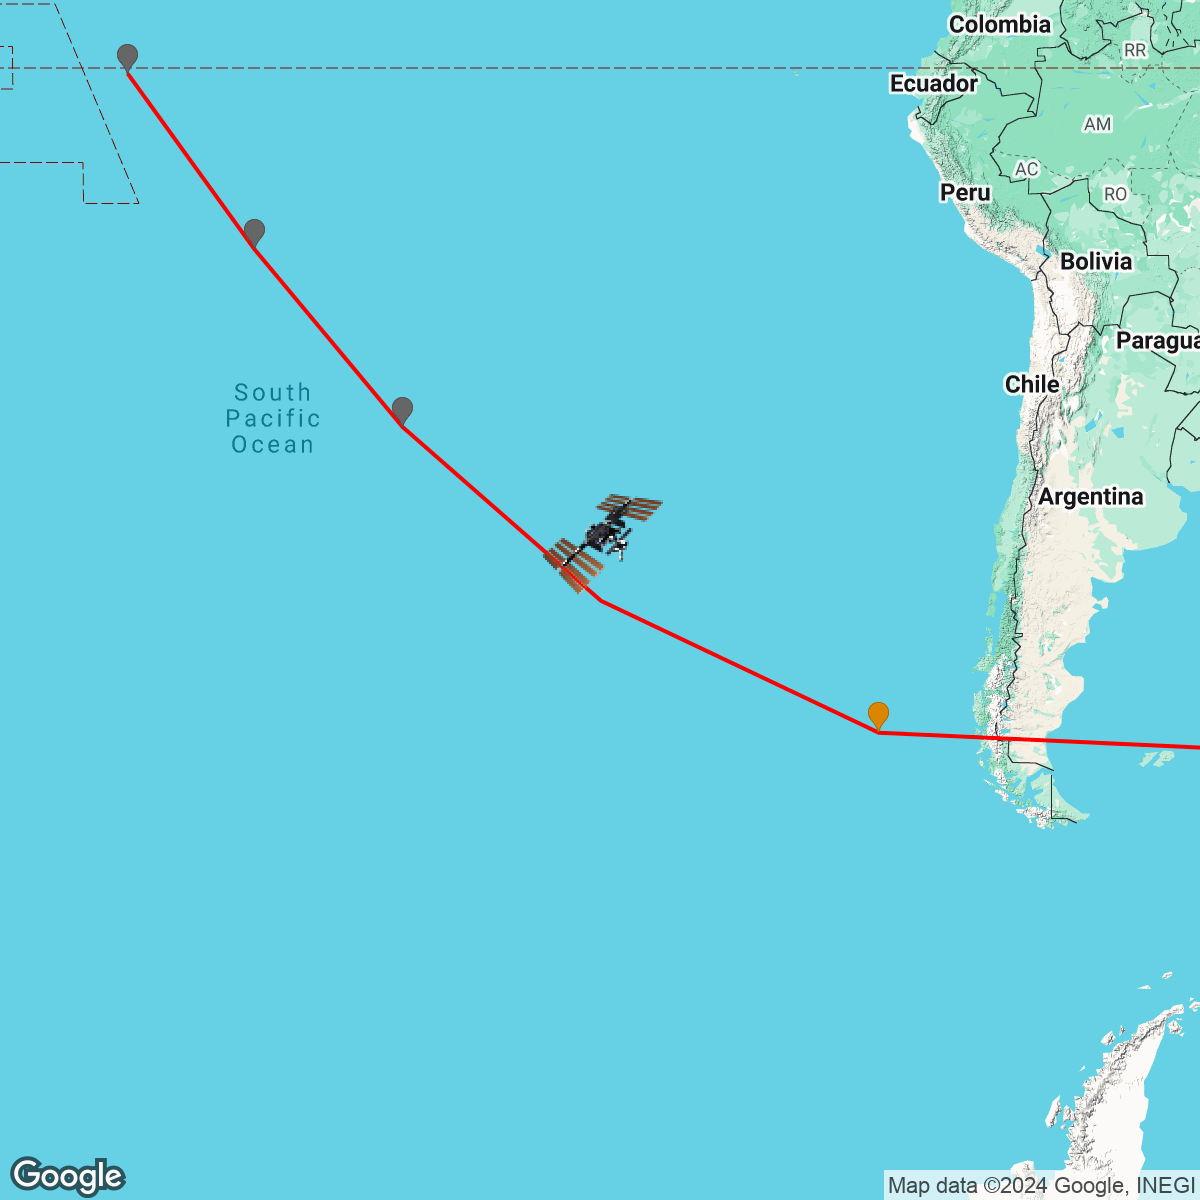 Colombia
RR
Ecuador
AM
AC
Peru
RO
Bolivia
Paragua
Chile
South
Pacific
Ocean
Argentina
Google
Map data ©2024 Google, INEGI